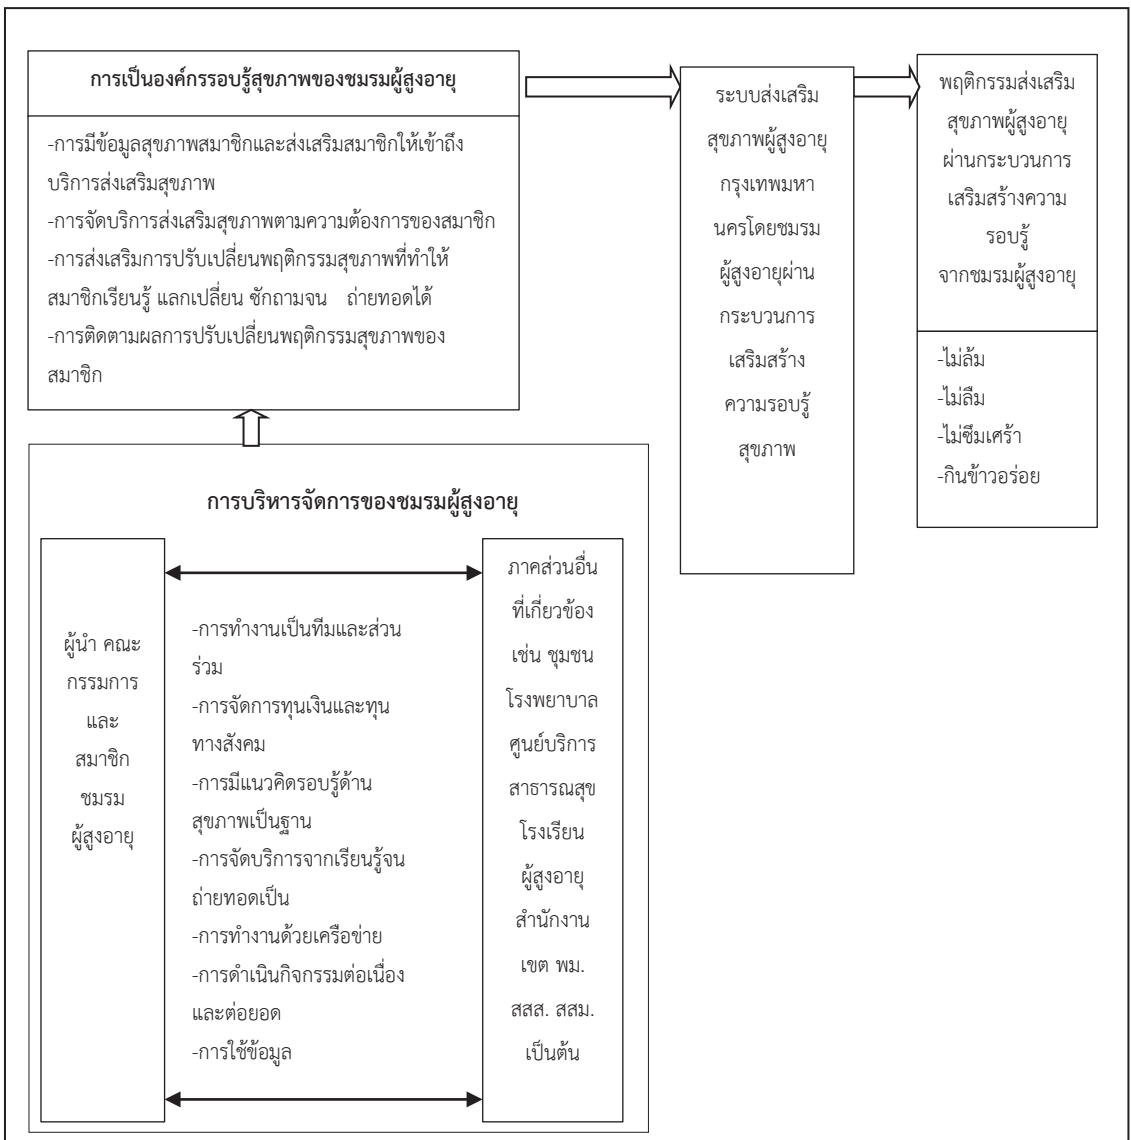 การเป็นองค์กรรอบรู้สุขภาพของชมรมผู้สูงอายุ
-การมีข้อมูลสุขภาพสมาชิกและส่งเสริมสมาชิกให้เข้าถึง
บริการส่งเสริมสุขภาพ
-การจัดบริการส่งเสริมสุขภาพตามความต้องการของสมาชิก
-การส่งเสริมการปรับเปลี่ยนพฤติกรรมสุขภาพที่ทำให้
สมาชิกเรียนรู้ แลกเปลี่ยน ซักถามจน ถ่ายทอดได้
-การติดตามผลการปรับเปลี่ยนพฤติกรรมสุขภาพของ
สมาชิก
ระบบส่งเสริม
สุขภาพผู้สูงอายุ
กรุงเทพมหา
นครโดยชมรม
ผู้สูงอายุผ่าน
กระบวนการ
เสริมสร้าง
ความรอบรู้
สุขภาพ
พฤติกรรมส่งเสริม
สุขภาพผู้สูงอายุ
ผ่านกระบวนการ
เสริมสร้างความ
รอบรู้
จากชมรมผู้สูงอายุ
-ไม่ล้ม
-ไม่ลืม
-ไม่ซึมเศร้า
-กินข้าวอร่อย
การบริหารจัดการของชมรมผู้สูงอายุ
ผู้นำ คณะ
กรรมการ
และ
สมาชิก
ชมรม
ผู้สูงอายุ
-การทำงานเป็นทีมและส่วน
ร่วม
-การจัดการทุนเงินและทุน
ทางสังคม
-การมีแนวคิดรอบรู้ด้าน
สุขภาพเป็นฐาน
-การจัดบริการจากเรียนรู้จน
ถ่ายทอดเป็น
-การทำงานด้วยเครือข่าย
-การดำเนินกิจกรรมต่อเนื่อง
และต่อยอด
-การใช้ข้อมูล
ภาคส่วนอื่น
ที่เกี่ยวข้อง
เช่น ชุมชน
โรงพยาบาล
ศูนย์บริการ
สาธารณสุข
โรงเรียน
ผู้สูงอายุ
สำนักงาน
เขต พม.
สสส. สสม.
เป็นต้น